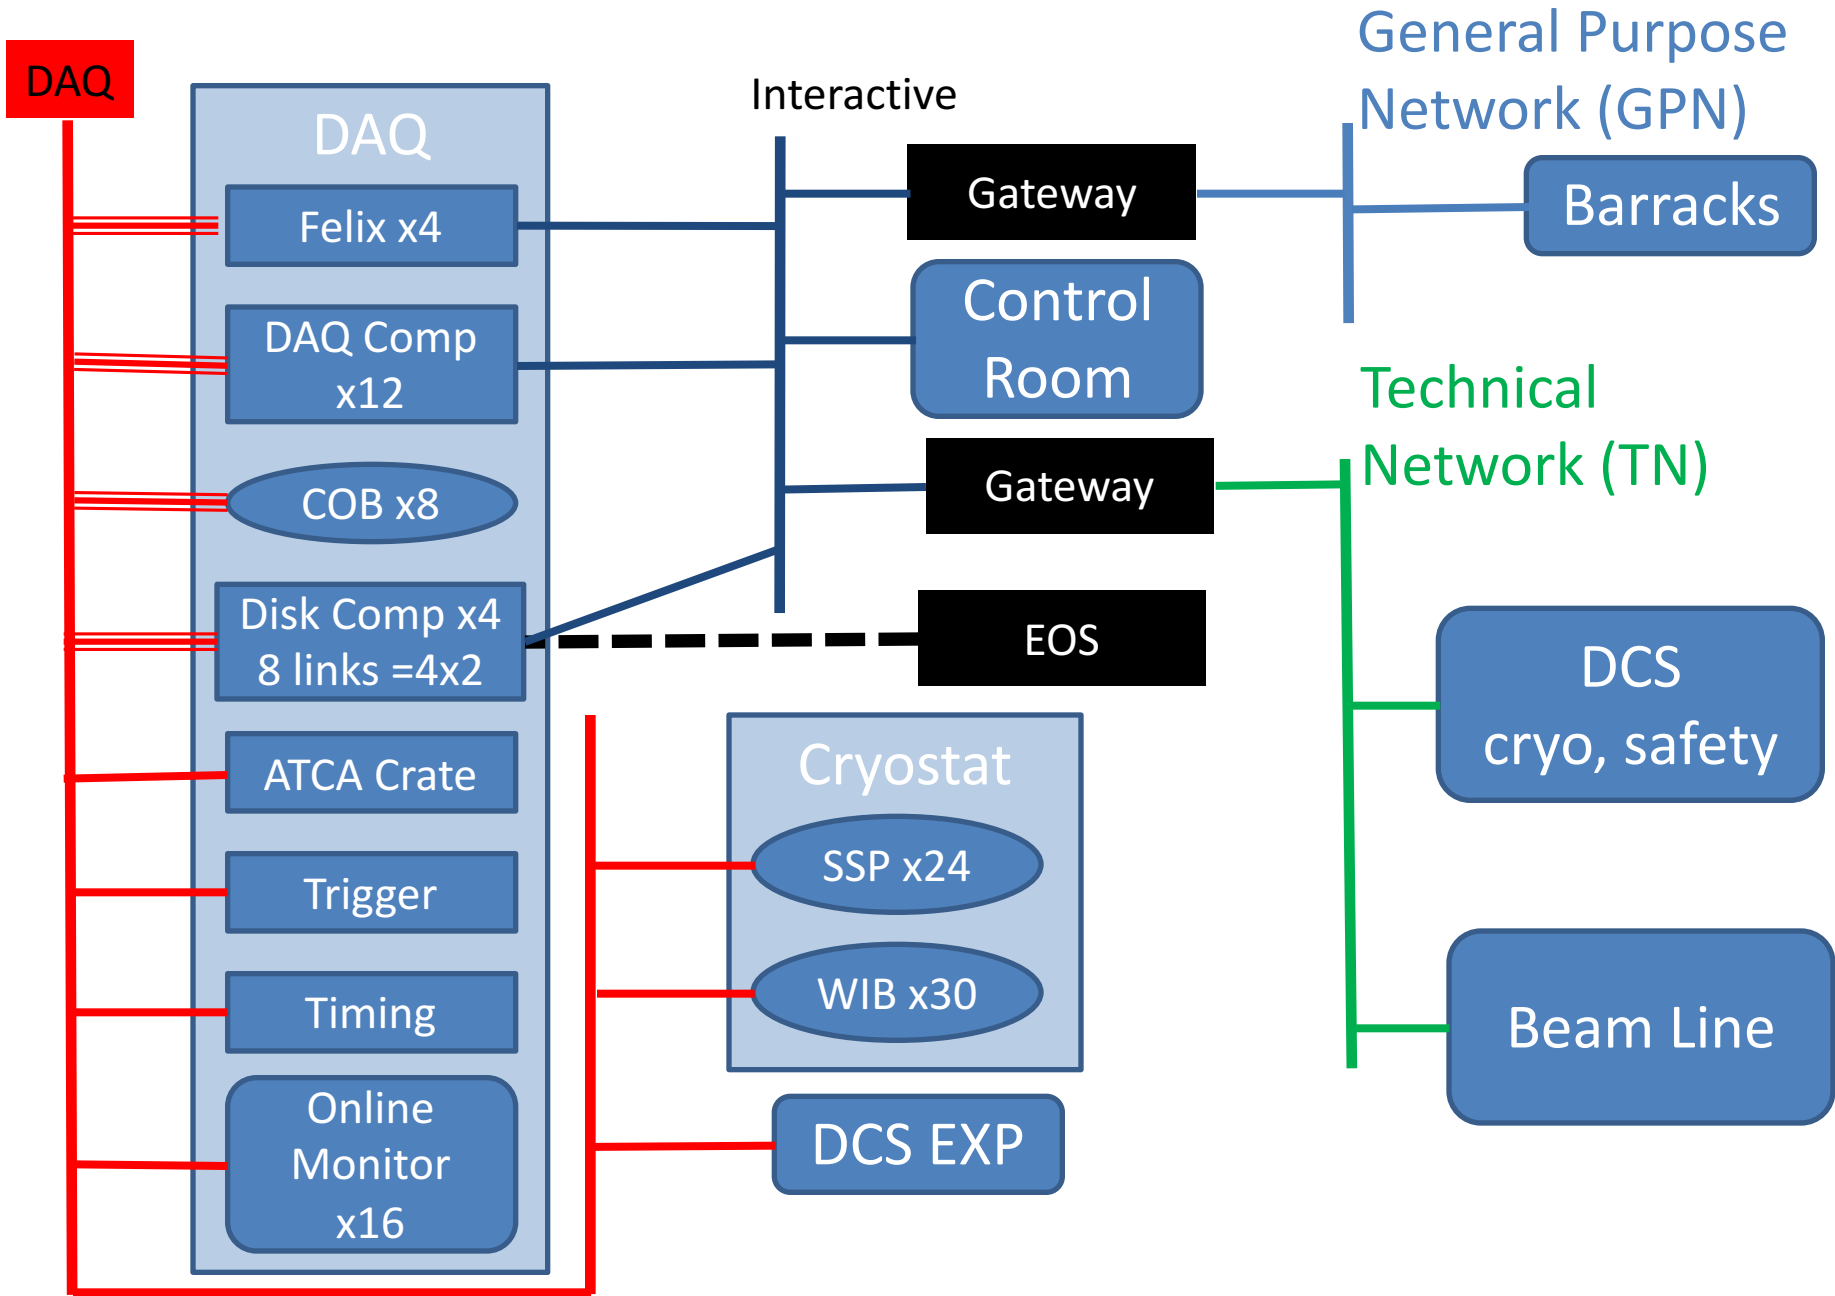 DAQ
DAQ
Felix x4
DAQ Comp
x12
COB x8
Disk Comp x4
8 links =4x2
ATCA Crate
Trigger
Timing
Online
Monitor
x16
Interactive
Gateway
Control
Room
Gateway
EOS
Cryostat
SSP x24
WIB x30
DCS EXP
General Purpose
Network (GPN)
Barracks
Technical
Network (TN)
DCS
cryo, safety
Beam Line